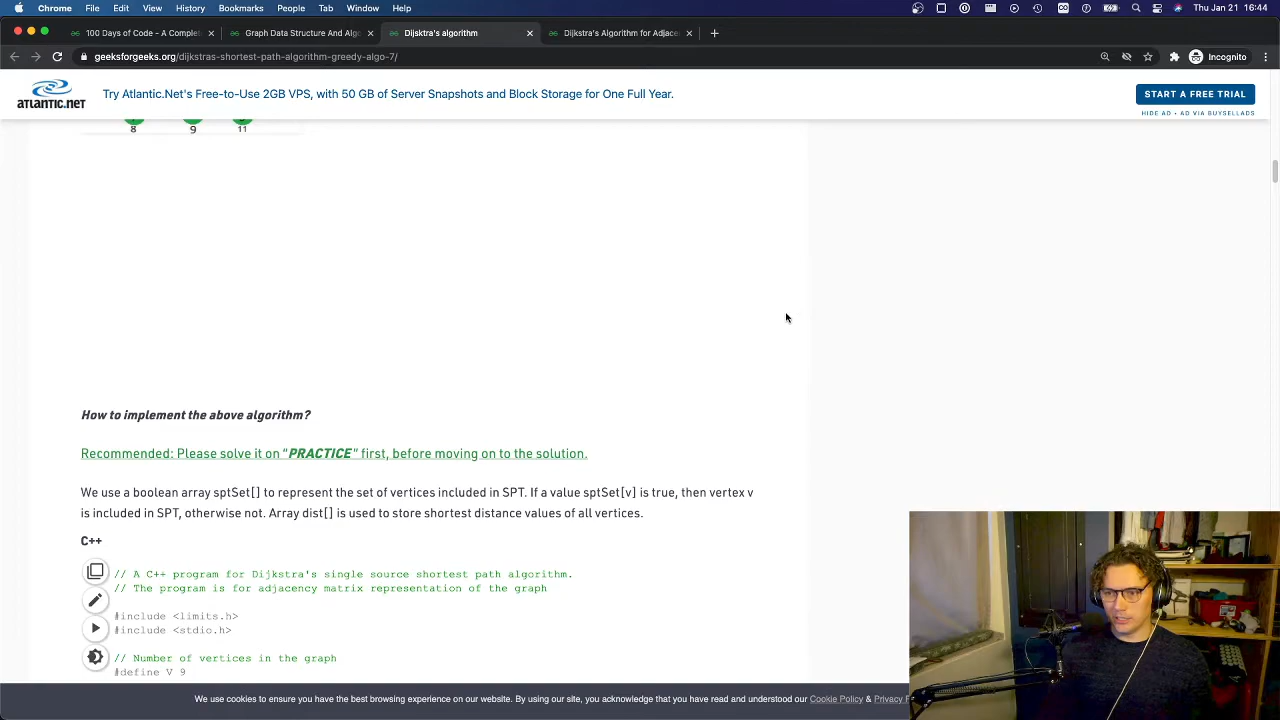 Chrome File Edit View History Bookmarks People Tab Window Help Thu Jan 21 16:44
100 Days of Code - A Comple
Graph Data Structure And Algo
Dijsktra's algorithm
Dijkstra's Algorithm for Adjace
geeksforgeeks.org/dijkstras-shortest-path-algorithm-greedy-algo-7/
Incognito
ATLANTIC.NET
Try Atlantic.Net's Free-to-Use 2GB VPS, with 50 GB of Server Snapshots and Block Storage for One Full Year.
START A FREE TRIAL
HIDE AD • AD VIA BUYSELLADS
8 9 11
How to implement the above algorithm?
Recommended: Please solve it on “PRACTICE” first, before moving on to the solution.
We use a boolean array sptSet[] to represent the set of vertices included in SPT. If a value sptSet[v] is true, then vertex v
is included in SPT, otherwise not. Array dist[] is used to store shortest distance values of all vertices.
C++
// A C++ program for Dijkstra's single source shortest path algorithm.
// The program is for adjacency matrix representation of the graph
#include <limits.h>
#include <stdio.h>
// Number of vertices in the graph
#define V 9
We use cookies to ensure you have the best browsing experience on our website. By using our site, you acknowledge that you have read and understood our Cookie Policy & Privacy P